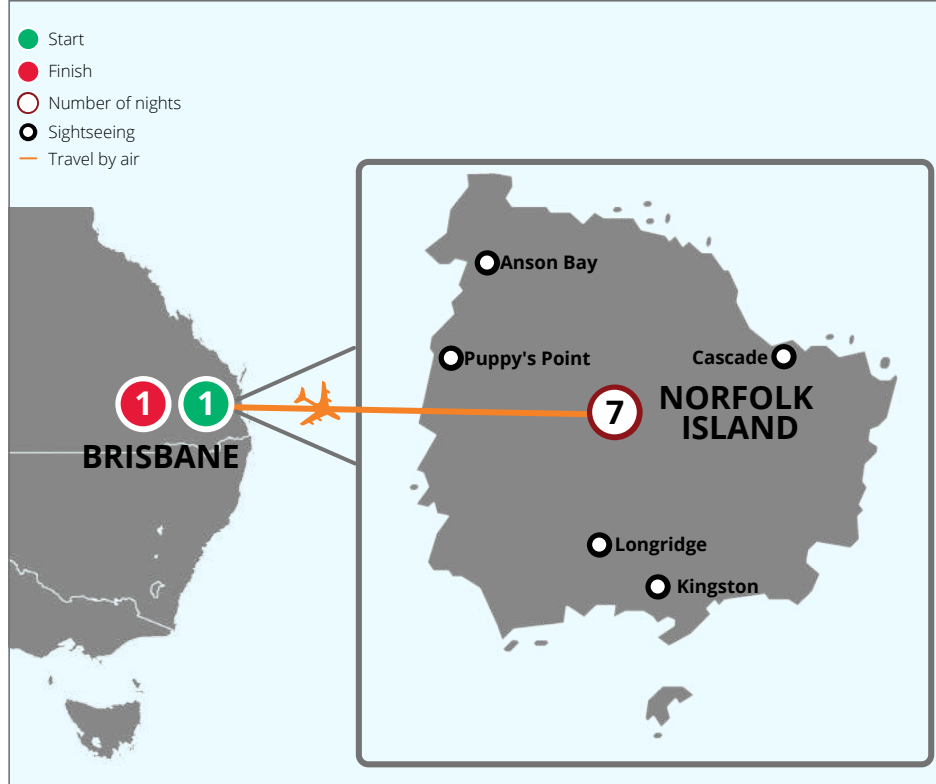 Start
Finish
Number of nights
Sightseeing
Travel by air
Anson Bay
Puppy's Point
Cascade
1
1
7
NORFOLK
ISLAND
BRISBANE
Longridge
Kingston